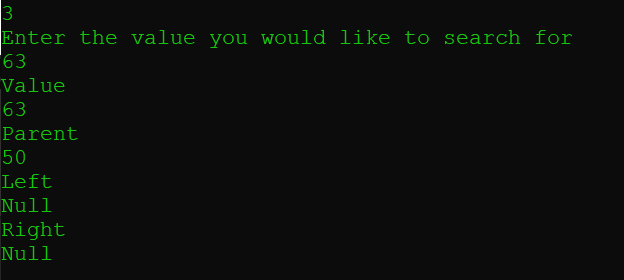 3
Enter the value you would like to search for
63
Value
63
Parent
50
Left
Null
Right
Null